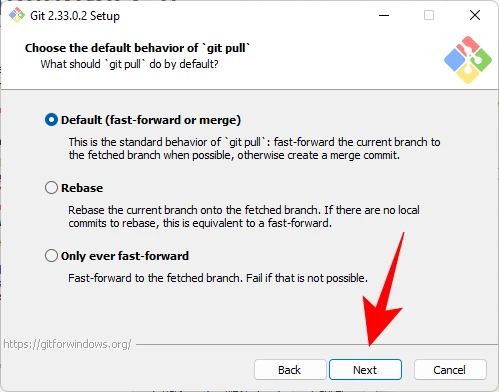 Git 2.33.0.2 Setup
Choose the default behavior of `git pull`
What should `git pull` do by default?
Default (fast-forward or merge)
This is the standard behavior of `git pull`: fast-forward the current branch to
the fetched branch when possible, otherwise create a merge commit.
Rebase
Rebase the current branch onto the fetched branch. If there are no local
commits to rebase, this is equivalent to a fast-forward.
Only ever fast-forward
Fast-forward to the fetched branch. Fail if that is not possible.
https://gitforwindows.org/
Back
Next
Cancel